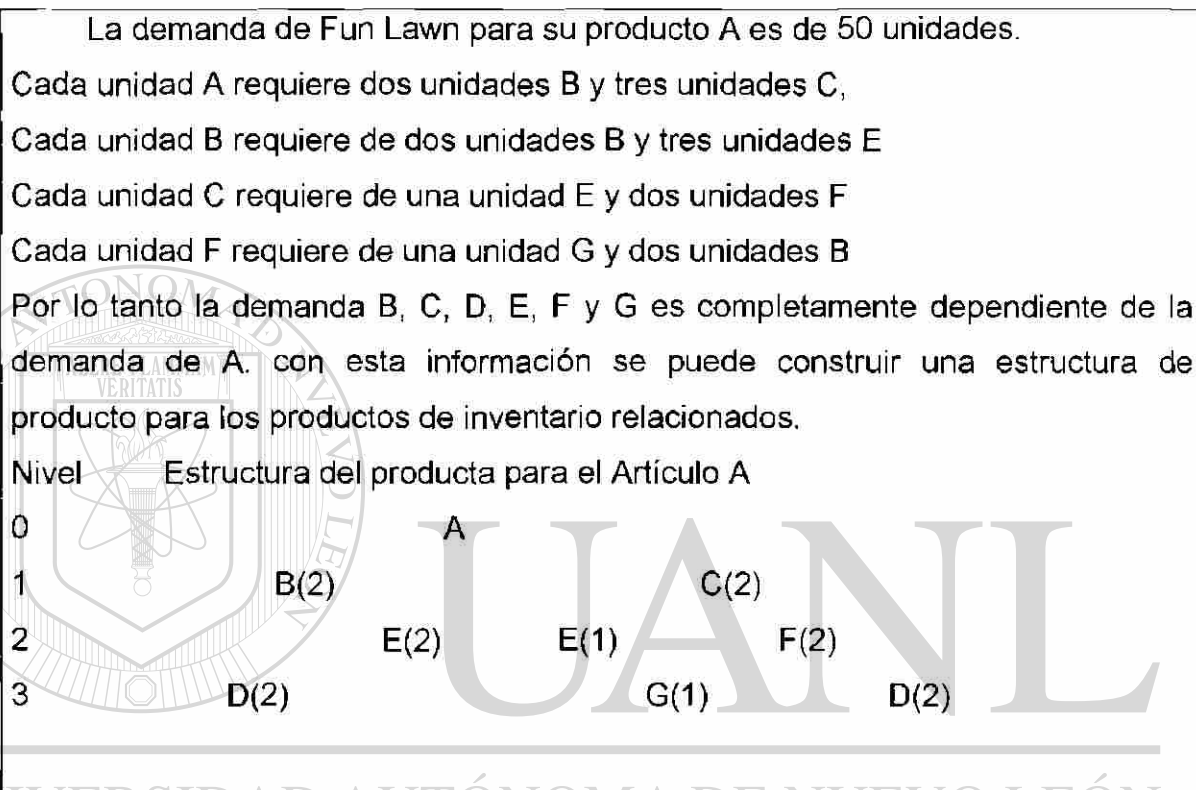 La demanda de Fun Lawn para su producto A es de 50 unidades.
Cada unidad A requiere dos unidades B y tres unidades C,
Cada unidad B requiere de dos unidades B y tres unidades E
Cada unidad C requiere de una unidad E y dos unidades F
Cada unidad F requiere de una unidad G y dos unidades B
Por lo tanto la demanda B, C, D, E, F y G es completamente dependiente de la
demanda de A. con esta información se puede construir una estructura de
producto para los productos de inventario relacionados.
Nivel Estructura del producta para el Artículo A
0 A
1 B(2) C(2)
2 E(2) E(1) F(2)
3 D(2) G(1) D(2)
UANL
VERITATIS